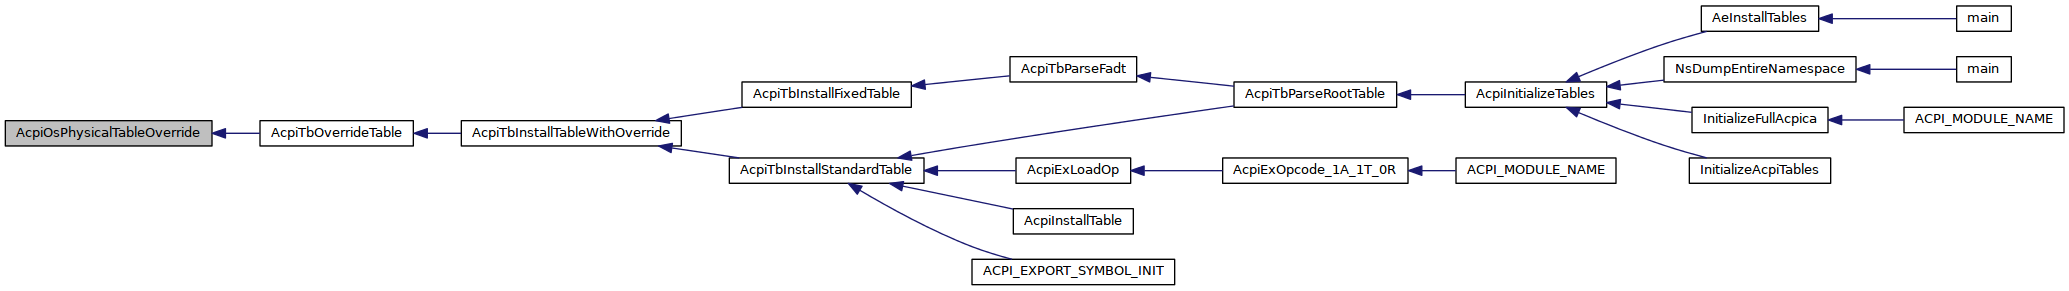 AeInstallTables
main
AcpiTbParseFadt
NsDumpEntireNamespace
main
AcpiTbInstallFixedTable
AcpiTbParseRootTable
AcpiInitializeTables
InitializeFullAcpica
ACPI_MODULE_NAME
AcpiOsPhysicalTableOverride
AcpiTbOverrideTable
AcpiTbInstallTableWithOverride
AcpiTbInstallStandardTable
AcpiExLoadOp
AcpiExOpcode_1A_1T_0R
ACPI_MODULE_NAME
InitializeAcpiTables
AcpiInstallTable
ACPI_EXPORT_SYMBOL_INIT